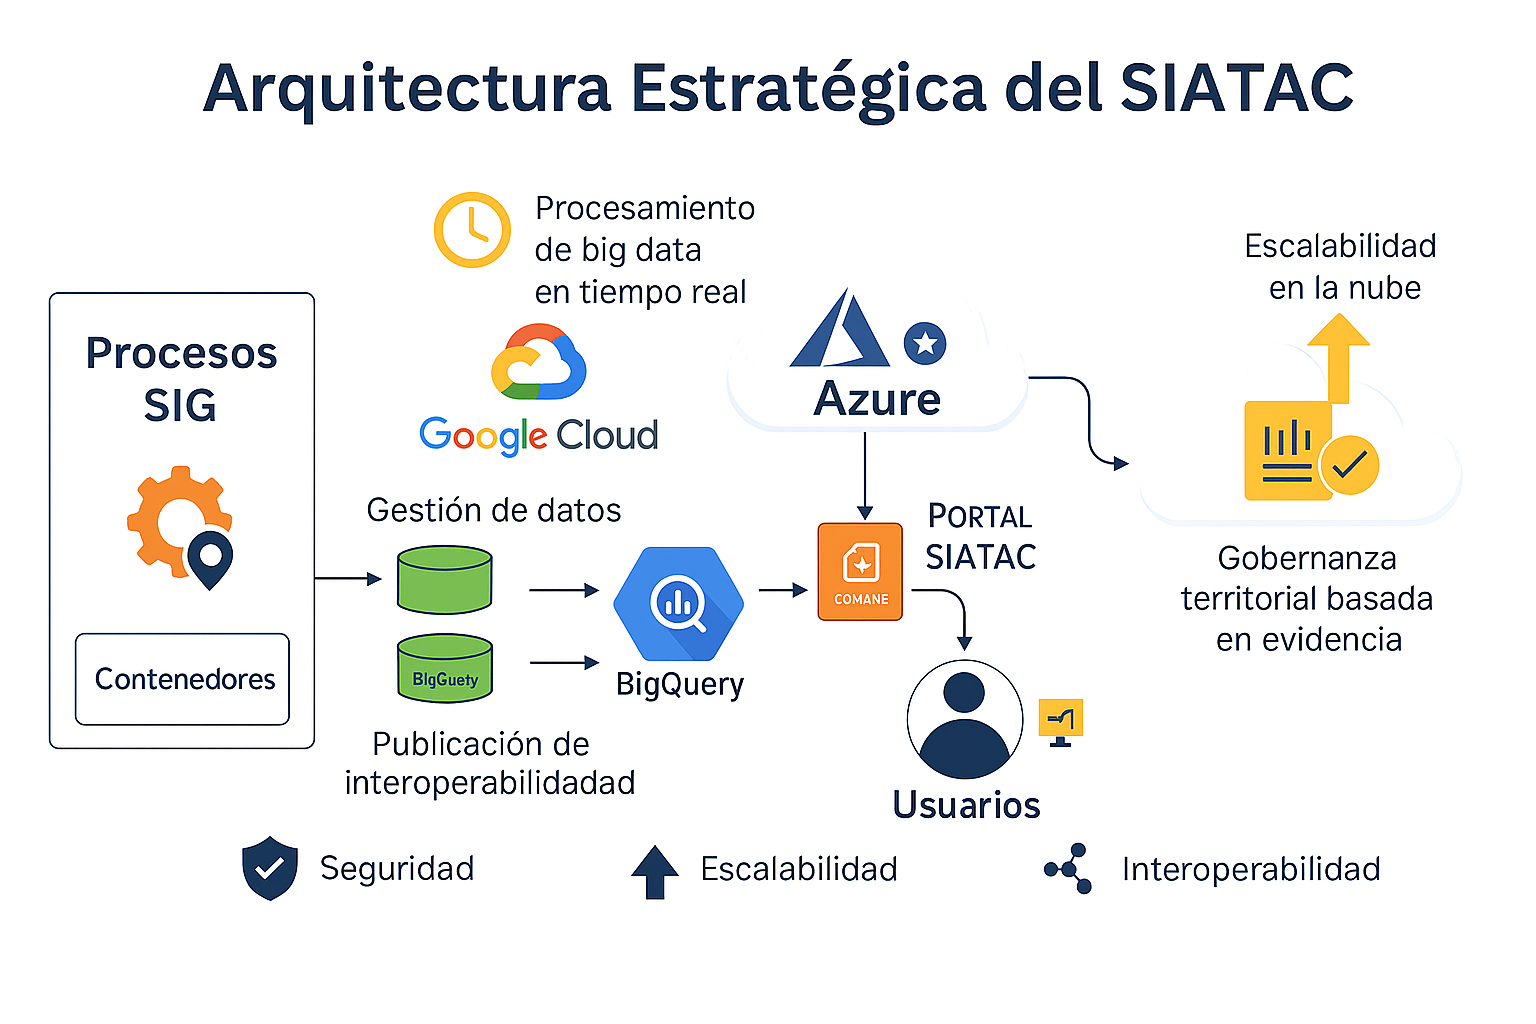 Arquitectura Estratégica del SIATAC
Procesamiento
de big data
en tiempo real
Escalabilidad
en la nube
Procesos
SIG
Azure
Google Cloud
Gestión de datos
PORTAL
SIATAC
COMANE
Gobernanza
territorial basada
en evidencia
Contenedores
BIgGuety
BigQuery
Publicación de
interoperabilidadad
Usuarios
Seguridad
Escalabilidad
Interoperabilidad